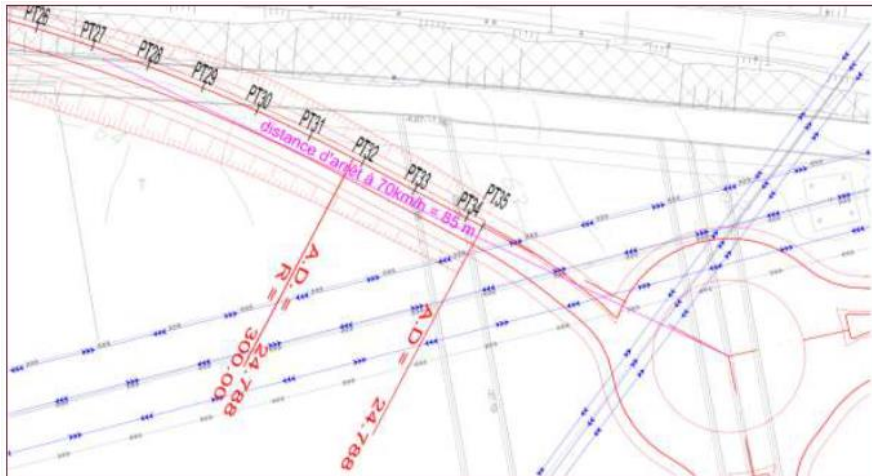 PT26
PT27
PT28
PT29
PT30
PT31
PT32
PT33
PT34
PT35
distance d'arrêt à 70km/h = 85 m
A.D. = 24.788
R = 300.00
A.D = 24.788